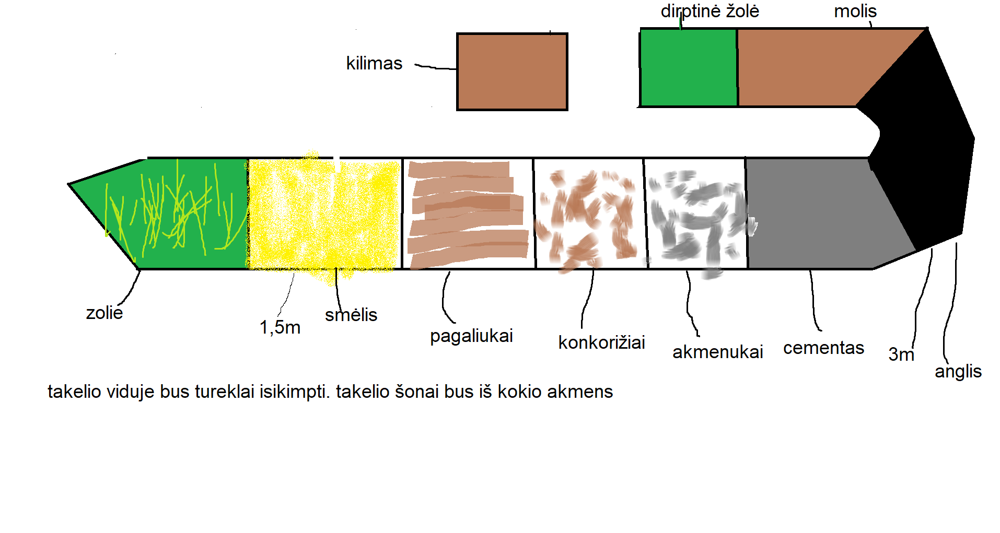 dirptinė žolė
molis
kilimas
zolie
1,5m
smėlis
pagaliukai
konkorižiai
akmenukai
cementas
3m
anglis
takelio viduje bus tureklai isikimpti. takelio šonai bus iš kokio akmens